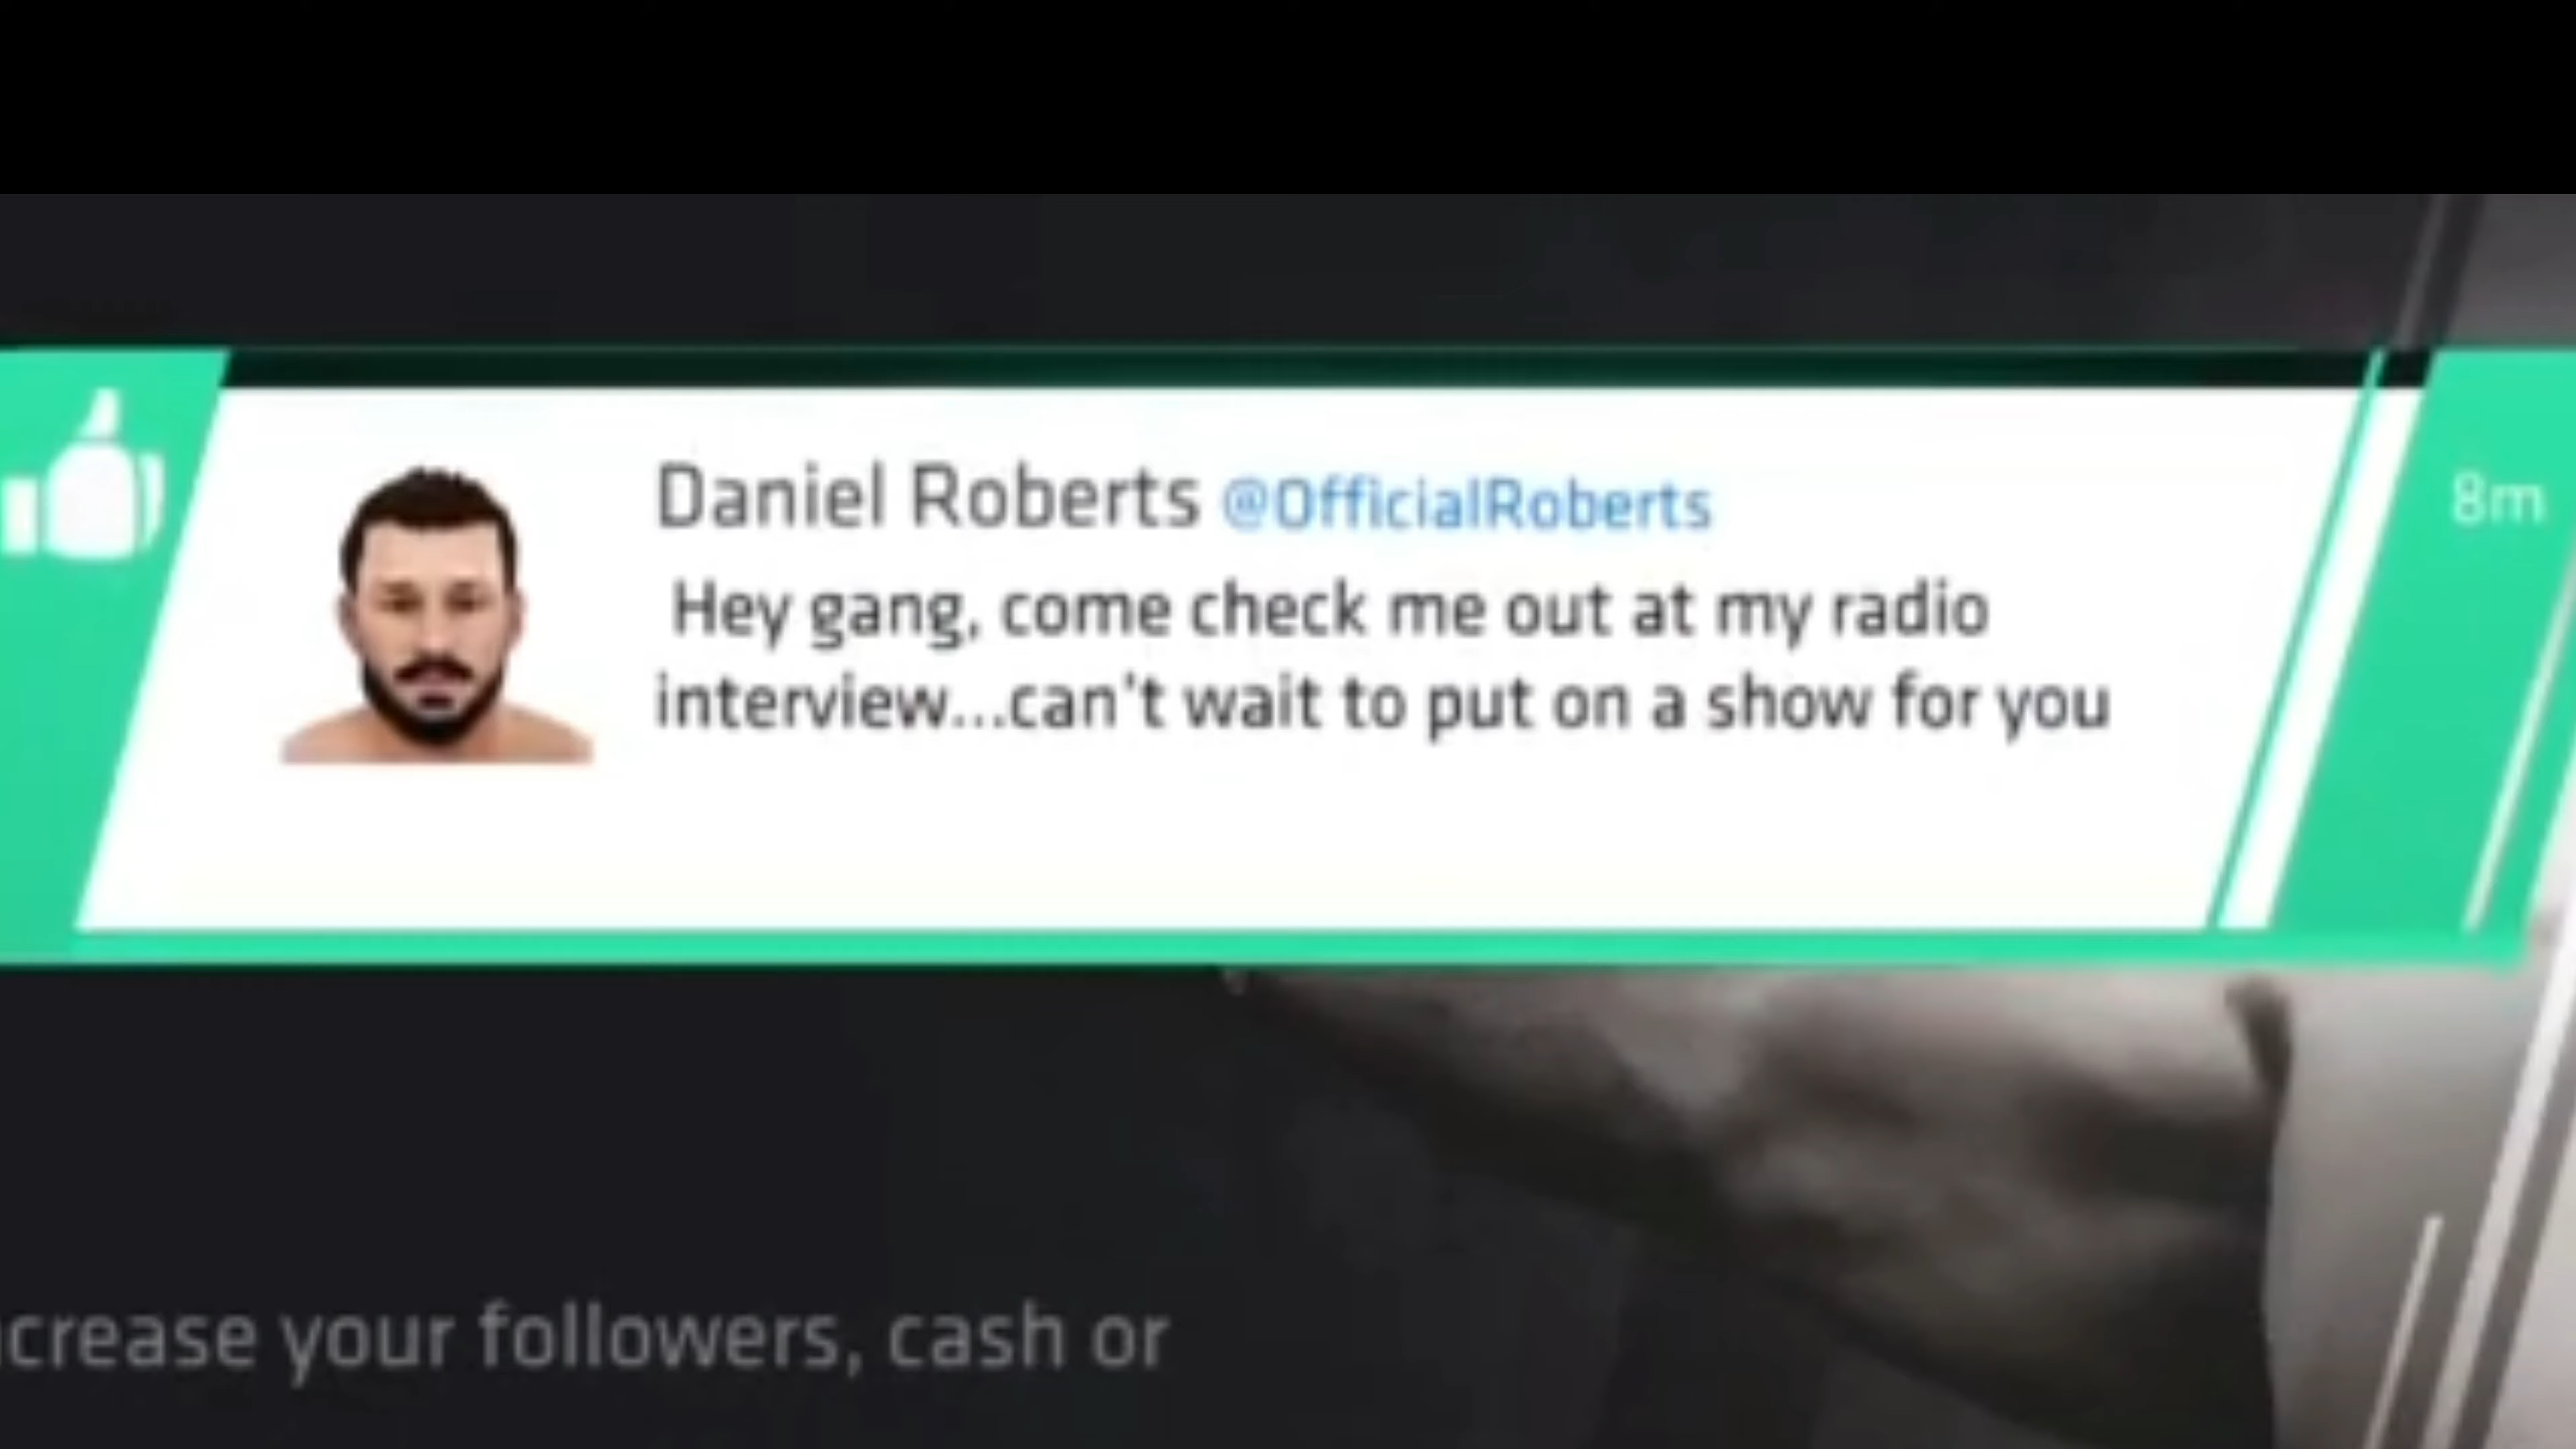 Daniel Roberts @OfficialRoberts
8m
Hey gang, come check me out at my radio
interview...can't wait to put on a show for you
crease your followers, cash or